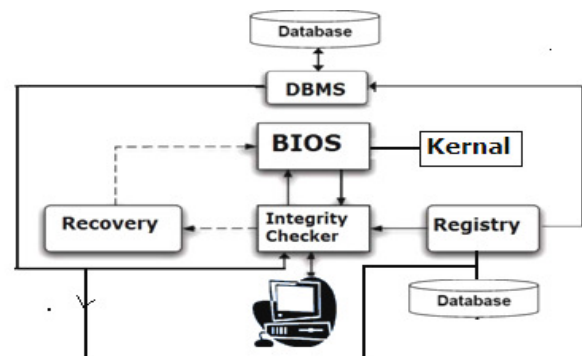 Database
DBMS
BIOS
Kernal
Recovery
Integrity
Checker
Registry
Database